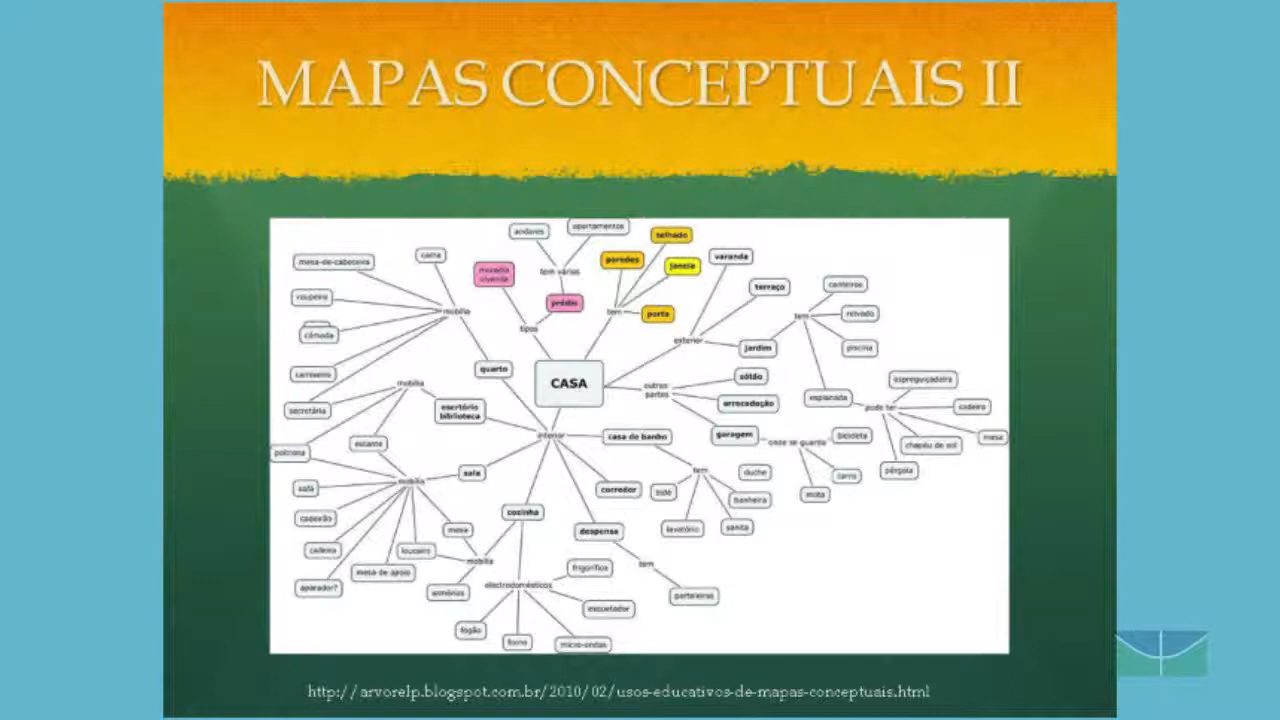 MAPAS CONCEPTUAIS II
andares
apartamentos
telhado
mesa-de-cabeceira
cama
moradia
vivenda
tem vários
paredes
janela
varanda
roupeiro
mobília
prédio
tem
porta
terraço
canteiros
cómoda
tipos
exterior
tem
relvado
jardim
piscina
camiseiro
quarto
CASA
outras
partes
sótão
secretária
mobília
escritório
biblioteca
arrecadação
esplanada
pode ter
espreguiçadeira
cadeira
mesa
chapéu de sol
pérgola
poltrona
estante
interior
casa de banho
garagem
onde se guarda
bicicleta
carro
mota
sofá
mobília
sala
corredor
tem
duche
bidé
banheira
lavatório
sanita
cadeirão
cozinha
despensa
cadeira
louceiro
mesa
mobília
tem
aparador?
mesa de apoio
armários
electrodomésticos
frigorífico
exaustador
prateleiras
fogão
forno
micro-ondas
http://arvorelp.blogspot.com.br/2010/02/usos-educativos-de-mapas-conceptuais.html